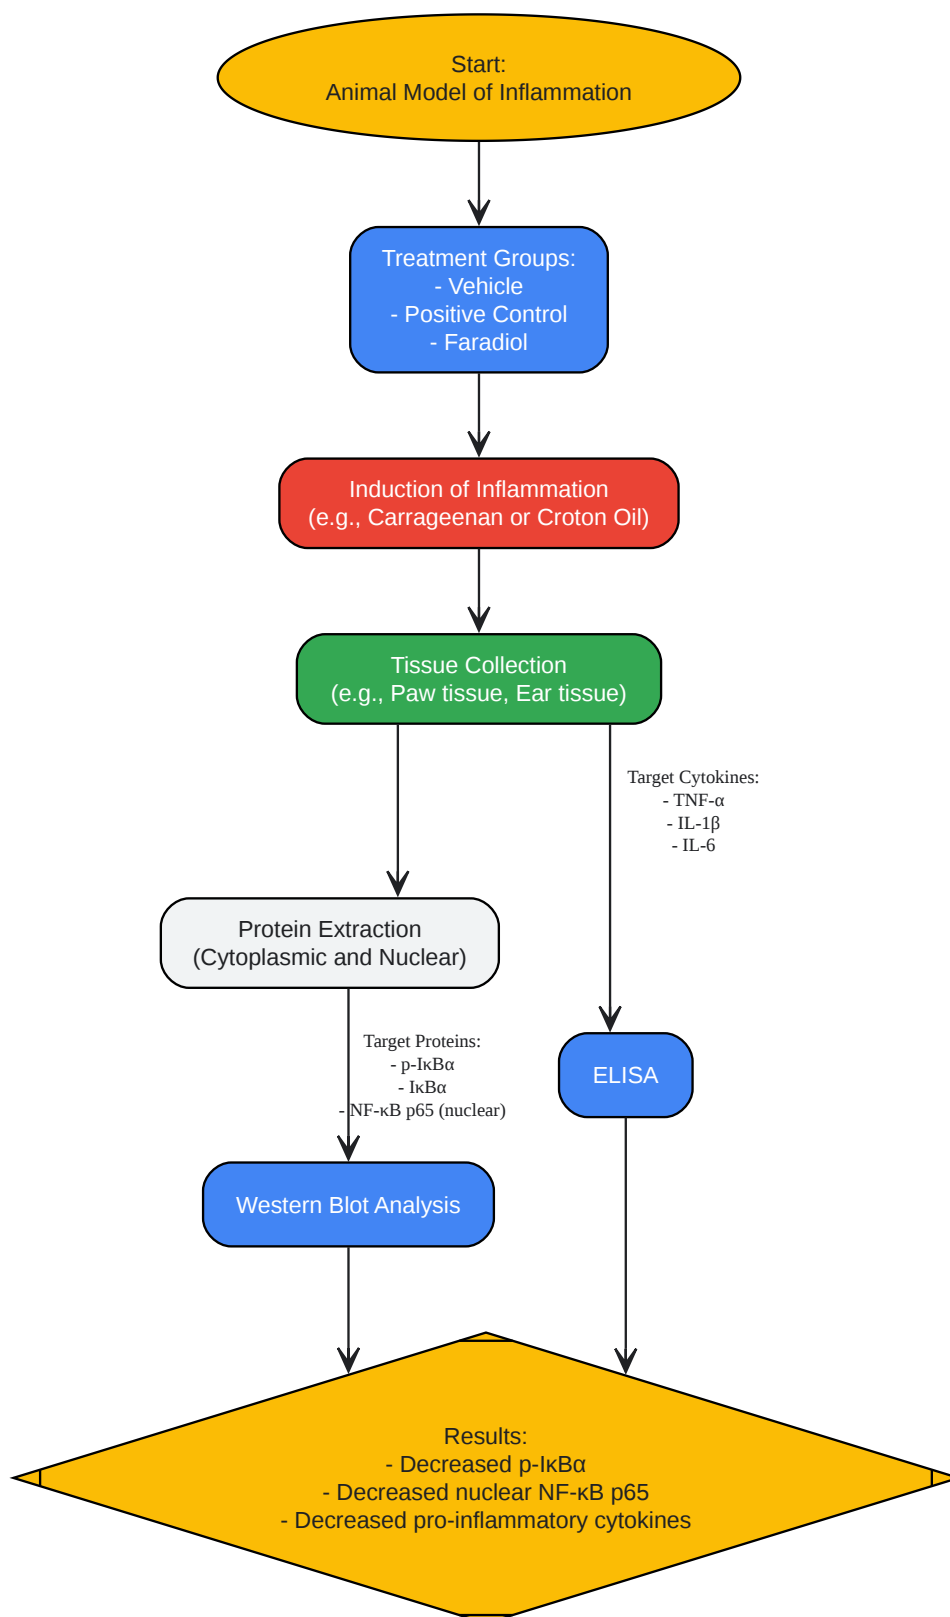 Start:
Animal Model of Inflammation
Treatment Groups:
- Vehicle
- Positive Control
- Faradiol
Induction of Inflammation
(e.g., Carrageenan or Croton Oil)
Tissue Collection
(e.g., Paw tissue, Ear tissue)
Target Cytokines:
- TNF-α
- IL-1β
- IL-6
Protein Extraction
(Cytoplasmic and Nuclear)
Target Proteins:
- p-IκBα
- IκBα
- NF-κB p65 (nuclear)
ELISA
Western Blot Analysis
Results:
- Decreased p-IκBα
- Decreased nuclear NF-κB p65
- Decreased pro-inflammatory cytokines